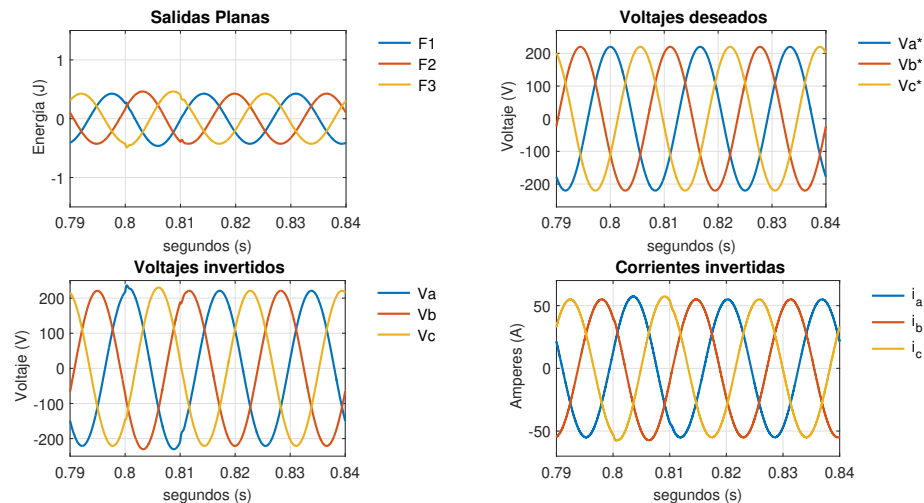 Salidas Planas
1
0
-1
Energía (J)
0.79 0.8 0.81 0.82 0.83 0.84
segundos (s)
F1
F2
F3
Voltajes deseados
200
100
0
-100
-200
Voltaje (V)
0.79 0.8 0.81 0.82 0.83 0.84
segundos (s)
Va*
Vb*
Vc*
Voltajes invertidos
200
100
0
-100
-200
Voltaje (V)
0.79 0.8 0.81 0.82 0.83 0.84
segundos (s)
Va
Vb
Vc
Corrientes invertidas
50
0
-50
Amperes (A)
0.79 0.8 0.81 0.82 0.83 0.84
segundos (s)
i_a
i_b
i_c